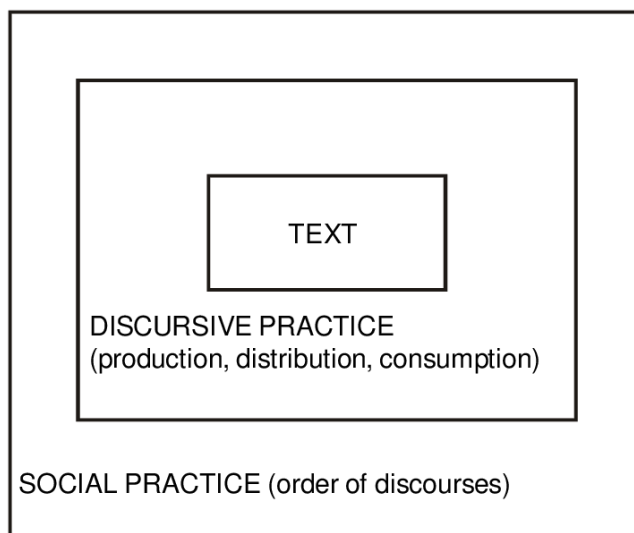 TEXT
DISCURSIVE PRACTICE
(production, distribution, consumption)
SOCIAL PRACTICE (order of discourses)